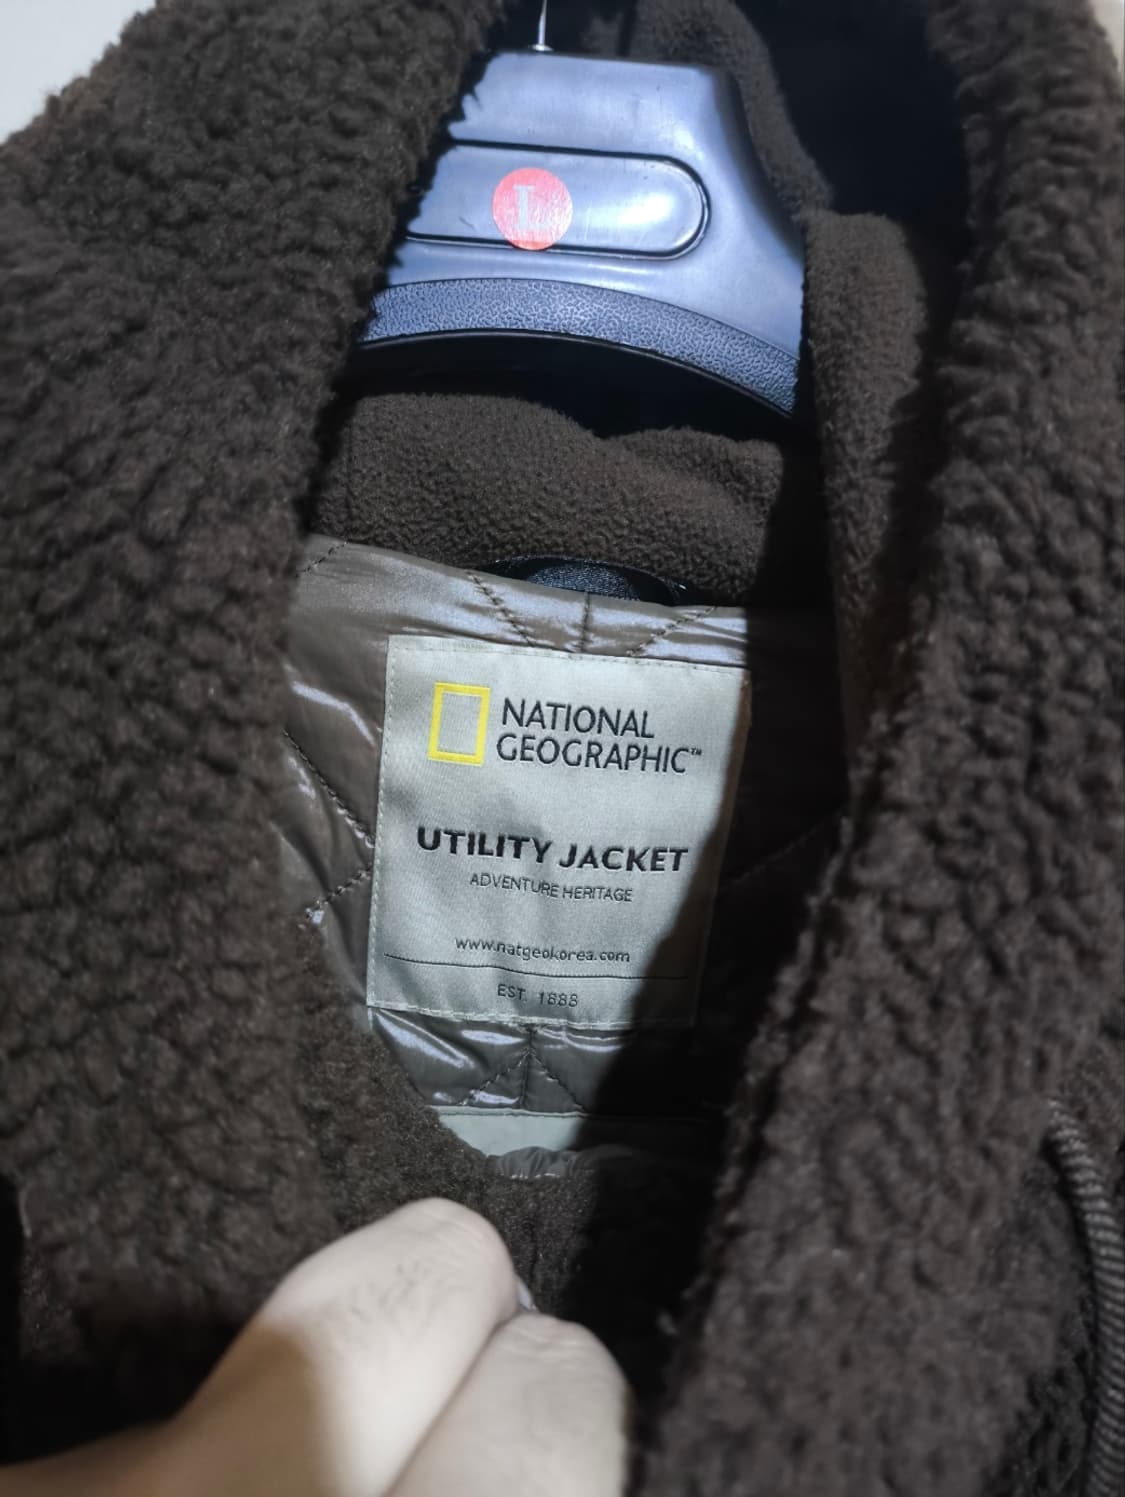 L
NATIONAL
GEOGRAPHIC™
UTILITY JACKET
ADVENTURE HERITAGE
www.natgeokorea.com
EST. 1888